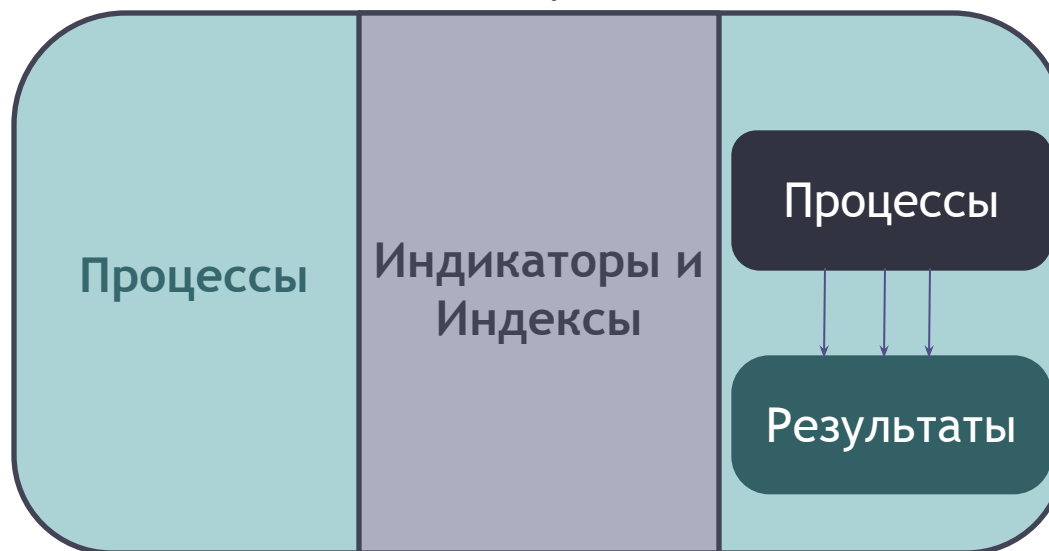 Процессы
Индикаторы и
Индексы
Процессы
Результаты